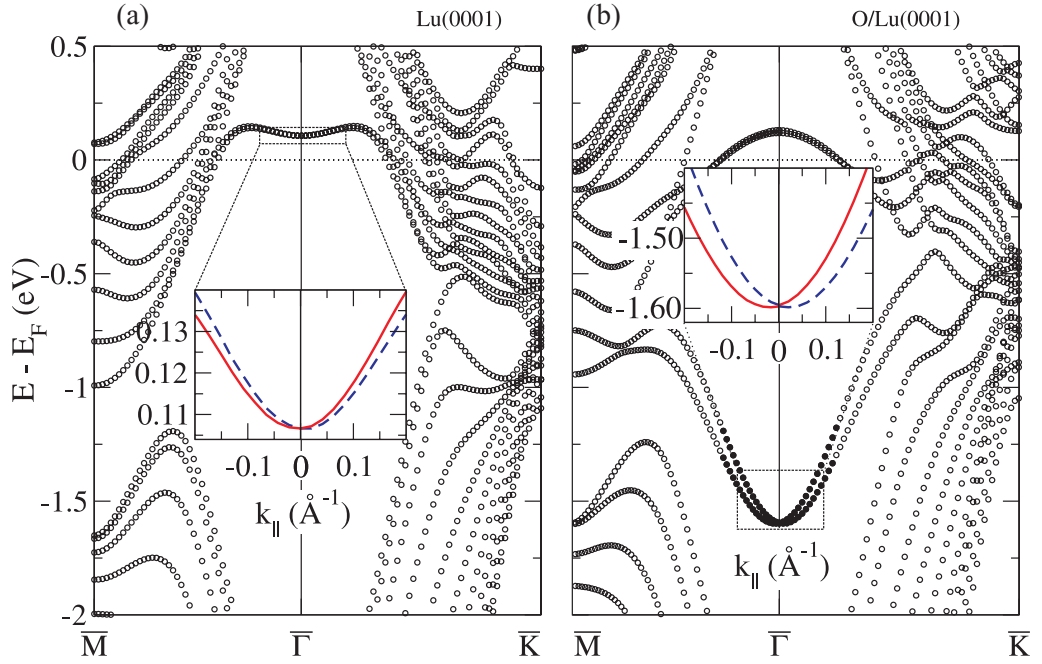 (a) Lu(0001)
(b) O/Lu(0001)
E - E_F (eV)
0.5
0
-0.5
-1
-1.5
-2
0.13
0.12
0.11
-0.1 0 0.1
k_|| (Å^-1)
-1.50
-1.60
-0.1 0 0.1
k_|| (Å^-1)
M̅ Γ̅ K̅
M̅ Γ̅ K̅